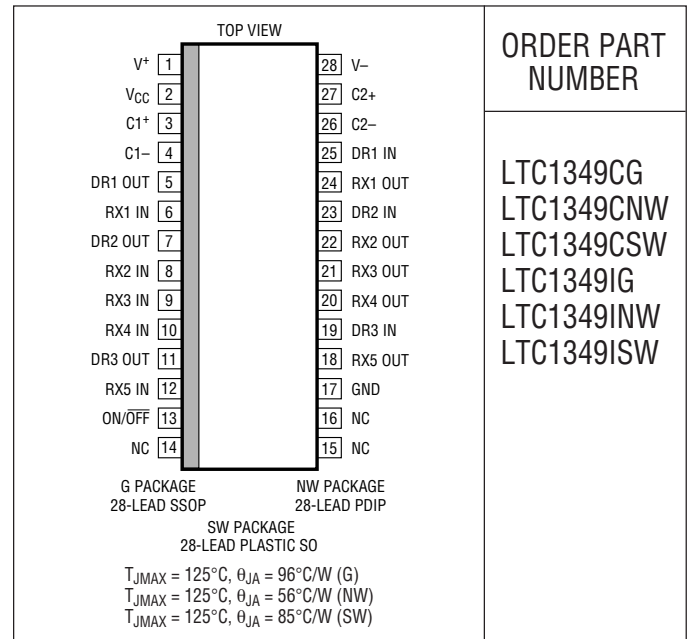 TOP VIEW
V+ 1
28 V–
VCC 2
27 C2+
C1+ 3
26 C2–
C1– 4
25 DR1 IN
DR1 OUT 5
24 RX1 OUT
RX1 IN 6
23 DR2 IN
DR2 OUT 7
22 RX2 OUT
RX2 IN 8
21 RX3 OUT
RX3 IN 9
20 RX4 OUT
RX4 IN 10
19 DR3 IN
DR3 OUT 11
18 RX5 OUT
RX5 IN 12
17 GND
ON/O̅F̅F̅ 13
16 NC
NC 14
15 NC
G PACKAGE
28-LEAD SSOP
NW PACKAGE
28-LEAD PDIP
SW PACKAGE
28-LEAD PLASTIC SO
TJMAX = 125°C, θJA = 96°C/W (G)
TJMAX = 125°C, θJA = 56°C/W (NW)
TJMAX = 125°C, θJA = 85°C/W (SW)
ORDER PART
NUMBER
LTC1349CG
LTC1349CNW
LTC1349CSW
LTC1349IG
LTC1349INW
LTC1349ISW